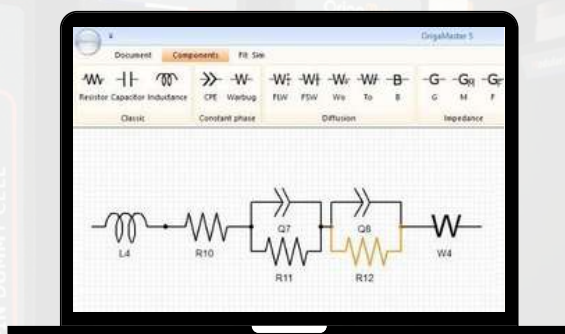 OrigaMaster 5
Document Components Fit Sim
Resistor Capacitor Inductance CPE Warbug FLW FSW Wo To B G M F
Classic Constant phase Diffusion Impedance
Q7 Q8
L4 R10 W4
R11 R12